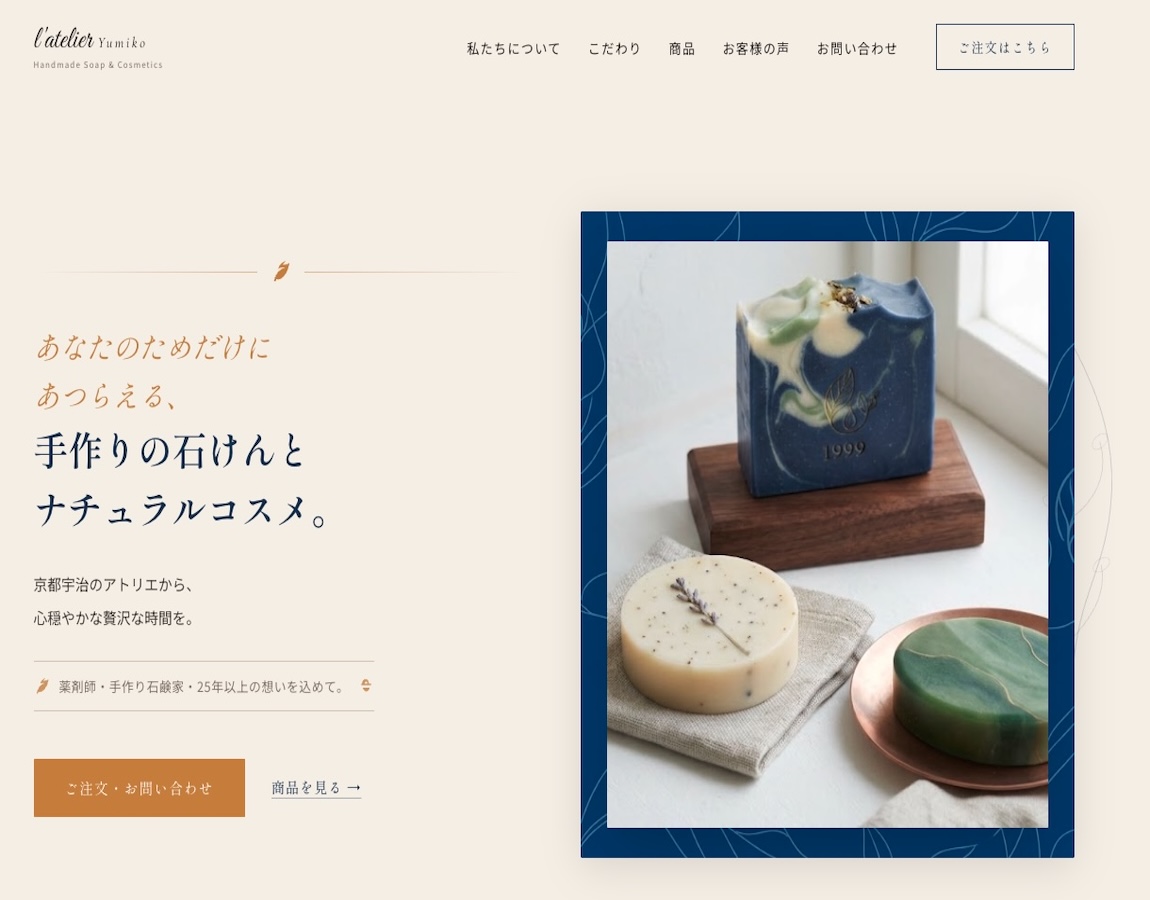 l'atelier Yumiko
Handmade Soap & Cosmetics
私たちについて
こだわり
商品
お客様の声
お問い合わせ
ご注文はこちら
あなたのためだけに
あつらえる、
手作りの石けんと
ナチュラルコスメ。
京都宇治のアトリエから、
心穏やかな贅沢な時間を。
薬剤師・手作り石鹸家・25年以上の想いを込めて。
ご注文・お問い合わせ
商品を見る →
1999